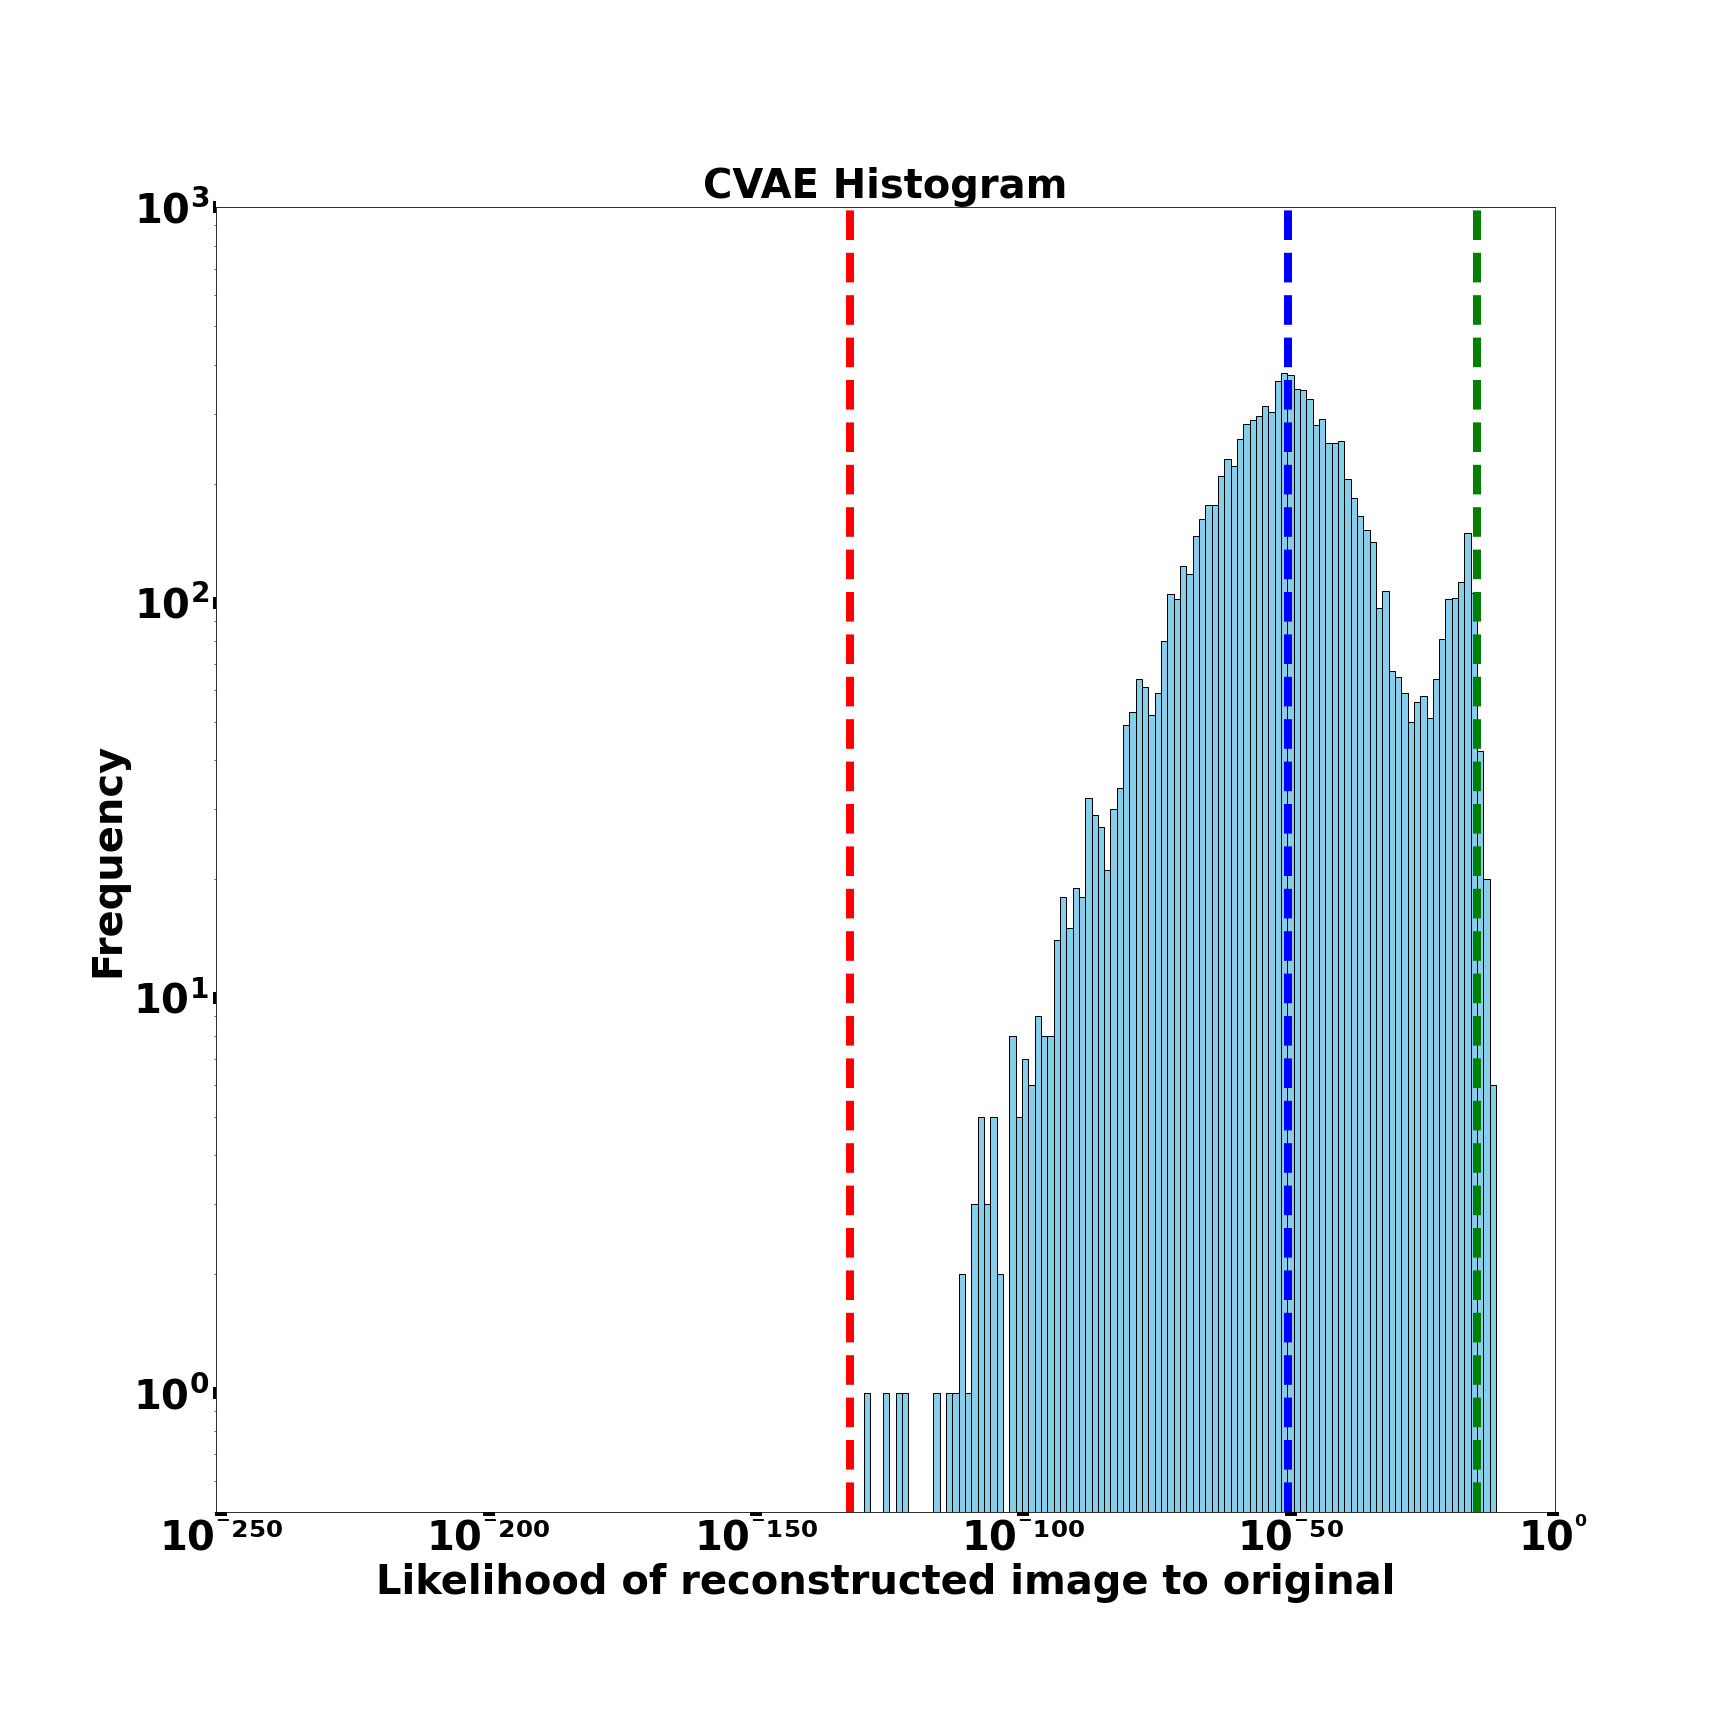 CVAE Histogram
10³
10²
10¹
10⁰
Frequency
10⁻²⁵⁰ 10⁻²⁰⁰ 10⁻¹⁵⁰ 10⁻¹⁰⁰ 10⁻⁵⁰ 10⁰
Likelihood of reconstructed image to original